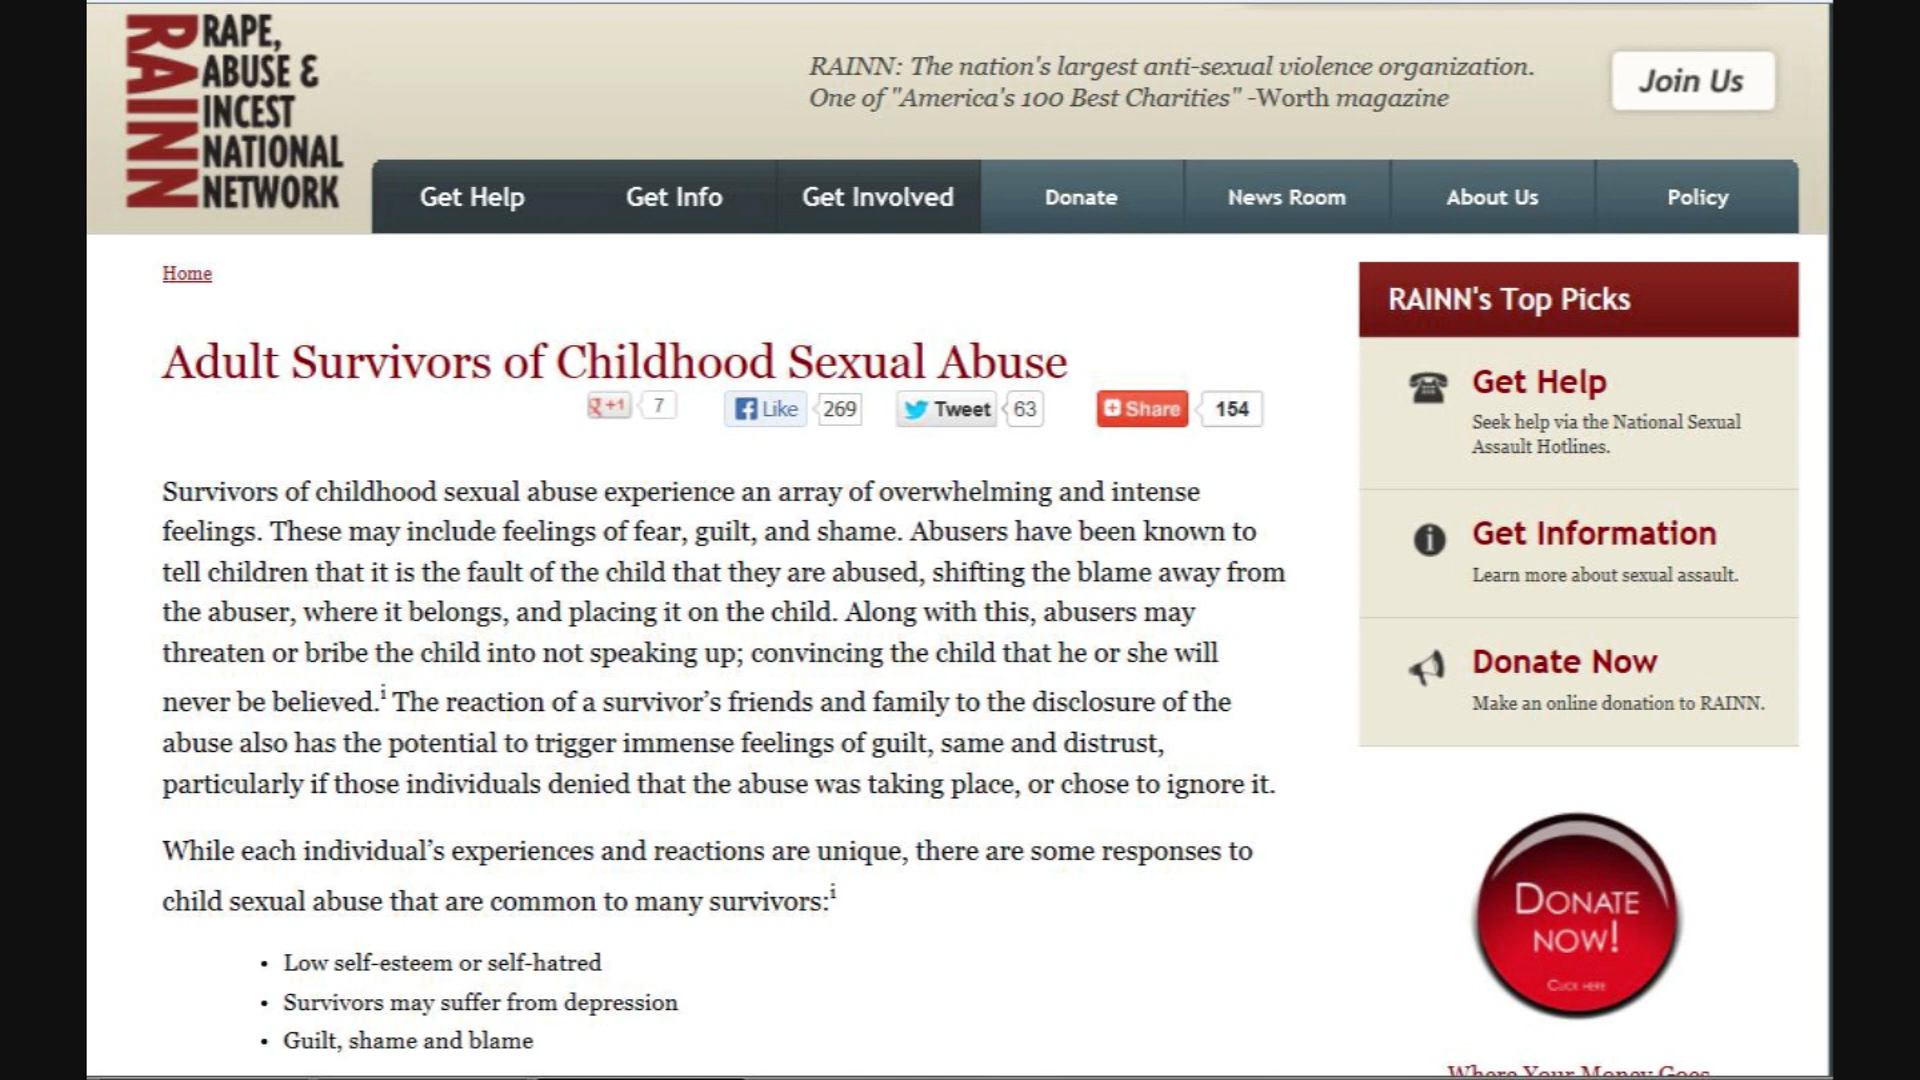 RAINN
RAPE,
ABUSE &
INCEST
NATIONAL
NETWORK
RAINN: The nation's largest anti-sexual violence organization.
One of "America's 100 Best Charities" -Worth magazine
Join Us
Get Help Get Info Get Involved Donate News Room About Us Policy
Home
Adult Survivors of Childhood Sexual Abuse
+1 7 Like 269 Tweet 63 Share 154
Survivors of childhood sexual abuse experience an array of overwhelming and intense
feelings. These may include feelings of fear, guilt, and shame. Abusers have been known to
tell children that it is the fault of the child that they are abused, shifting the blame away from
the abuser, where it belongs, and placing it on the child. Along with this, abusers may
threaten or bribe the child into not speaking up; convincing the child that he or she will
never be believed.i The reaction of a survivor’s friends and family to the disclosure of the
abuse also has the potential to trigger immense feelings of guilt, same and distrust,
particularly if those individuals denied that the abuse was taking place, or chose to ignore it.
While each individual’s experiences and reactions are unique, there are some responses to
child sexual abuse that are common to many survivors:i
• Low self-esteem or self-hatred
• Survivors may suffer from depression
• Guilt, shame and blame
RAINN's Top Picks
Get Help
Seek help via the National Sexual
Assault Hotlines.
Get Information
Learn more about sexual assault.
Donate Now
Make an online donation to RAINN.
DONATE
NOW!
CLICK HERE
Where Your Money Goes